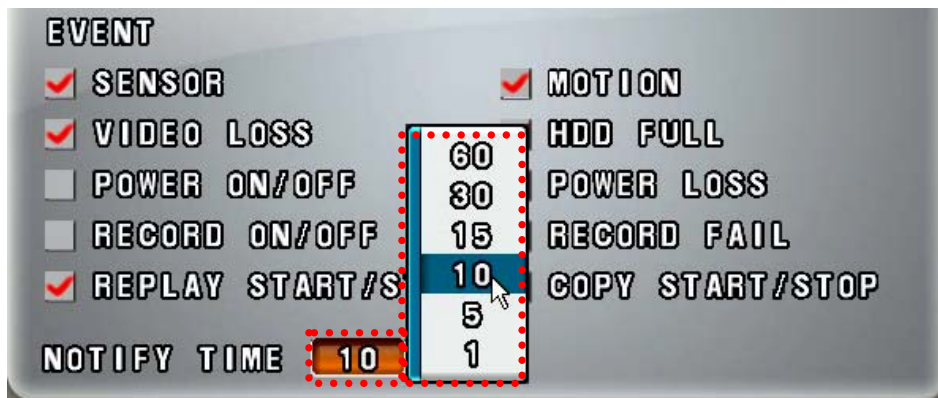 EVENT
SENSOR
MOTION
VIDEO LOSS
HDD FULL
POWER ON/OFF
POWER LOSS
RECORD ON/OFF
RECORD FAIL
REPLAY START/S
COPY START/STOP
NOTIFY TIME 10
60
30
15
10
5
1